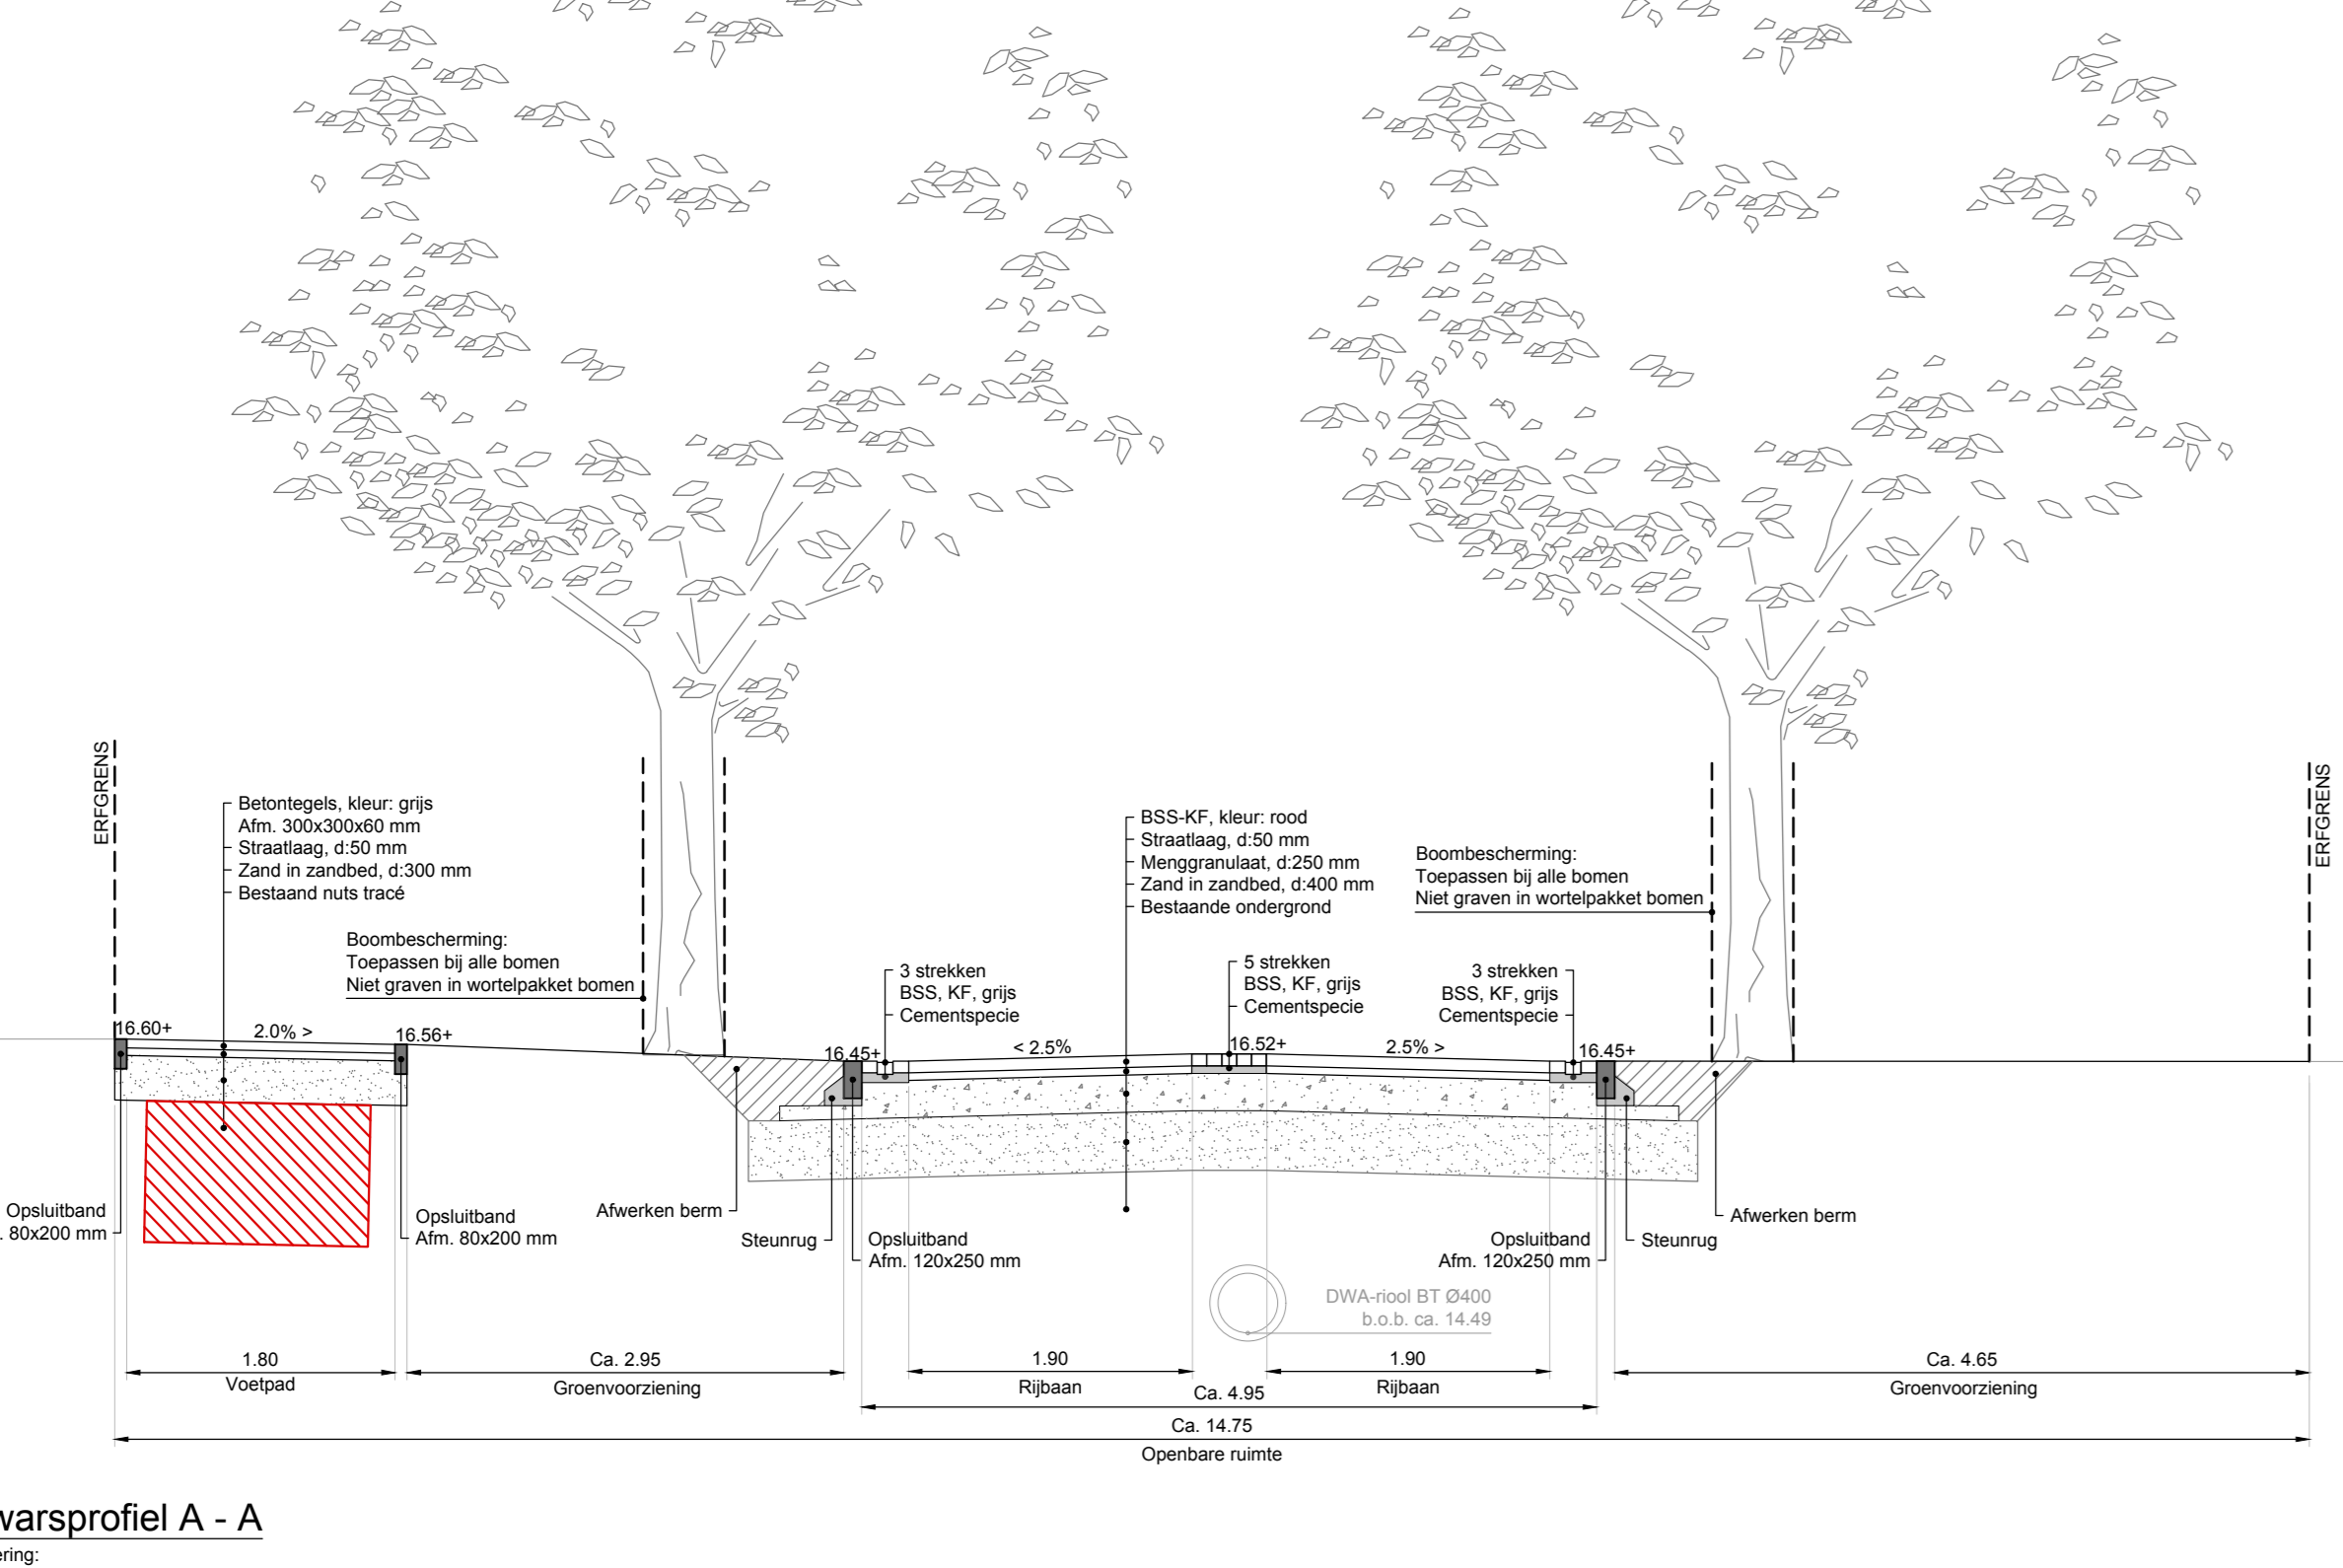 ERFGRENS
Betontegels, kleur: grijs
Afm. 300x300x60 mm
Straatlaag, d:50 mm
Zand in zandbed, d:300 mm
Bestaand nuts tracé
Boombescherming:
Toepassen bij alle bomen
Niet graven in wortelpakket bomen
BSS-KF, kleur: rood
Straatlaag, d:50 mm
Menggranulaat, d:250 mm
Zand in zandbed, d:400 mm
Bestaande ondergrond
Boombescherming:
Toepassen bij alle bomen
Niet graven in wortelpakket bomen
ERFGRENS
3 strekken
BSS, KF, grijs
Cementspecie
5 strekken
BSS, KF, grijs
Cementspecie
3 strekken
BSS, KF, grijs
Cementspecie
16.60+
2.0% >
16.56+
16.45+
< 2.5%
16.52+
2.5% >
16.45+
Opsluitband
. 80x200 mm
Opsluitband
Afm. 80x200 mm
Afwerken berm
Steunrug
Opsluitband
Afm. 120x250 mm
Opsluitband
Afm. 120x250 mm
Steunrug
Afwerken berm
DWA-riool BT Ø400
b.o.b. ca. 14.49
1.80
Voetpad
Ca. 2.95
Groenvoorziening
1.90
Rijbaan
1.90
Rijbaan
Ca. 4.65
Groenvoorziening
Ca. 4.95
Ca. 14.75
Openbare ruimte
warsprofiel A - A
ering: